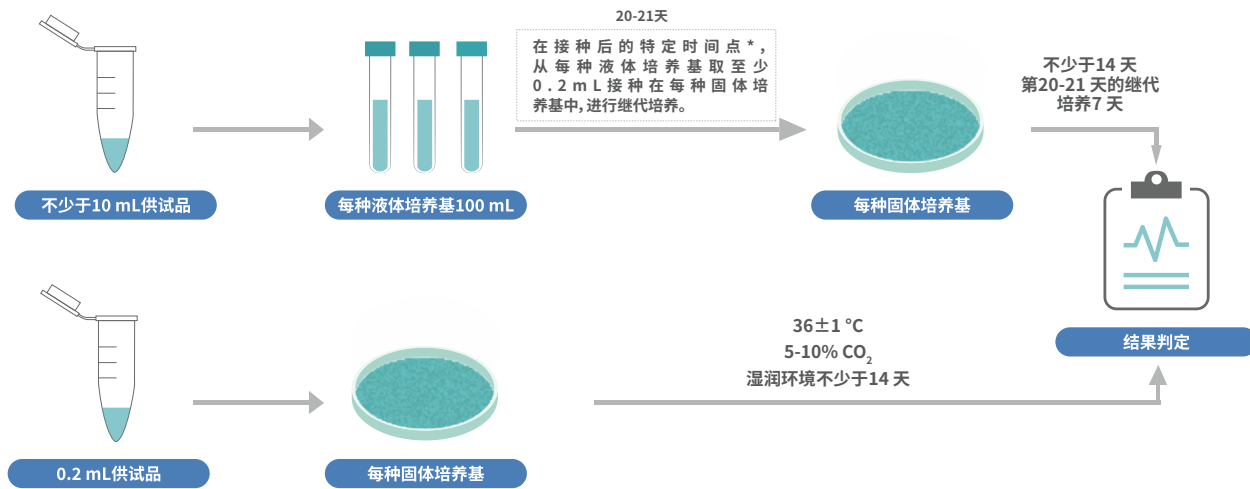 20-21天
在接种后的特定时间点*，
从每种液体培养基取至少
0.2mL接种在每种固体培
养基中，进行继代培养。
不少于14 天
第20-21 天的继代
培养7 天
不少于10 mL供试品
每种液体培养基100 mL
每种固体培养基
36±1 °C
5-10% CO₂
湿润环境不少于14 天
结果判定
0.2 mL供试品
每种固体培养基